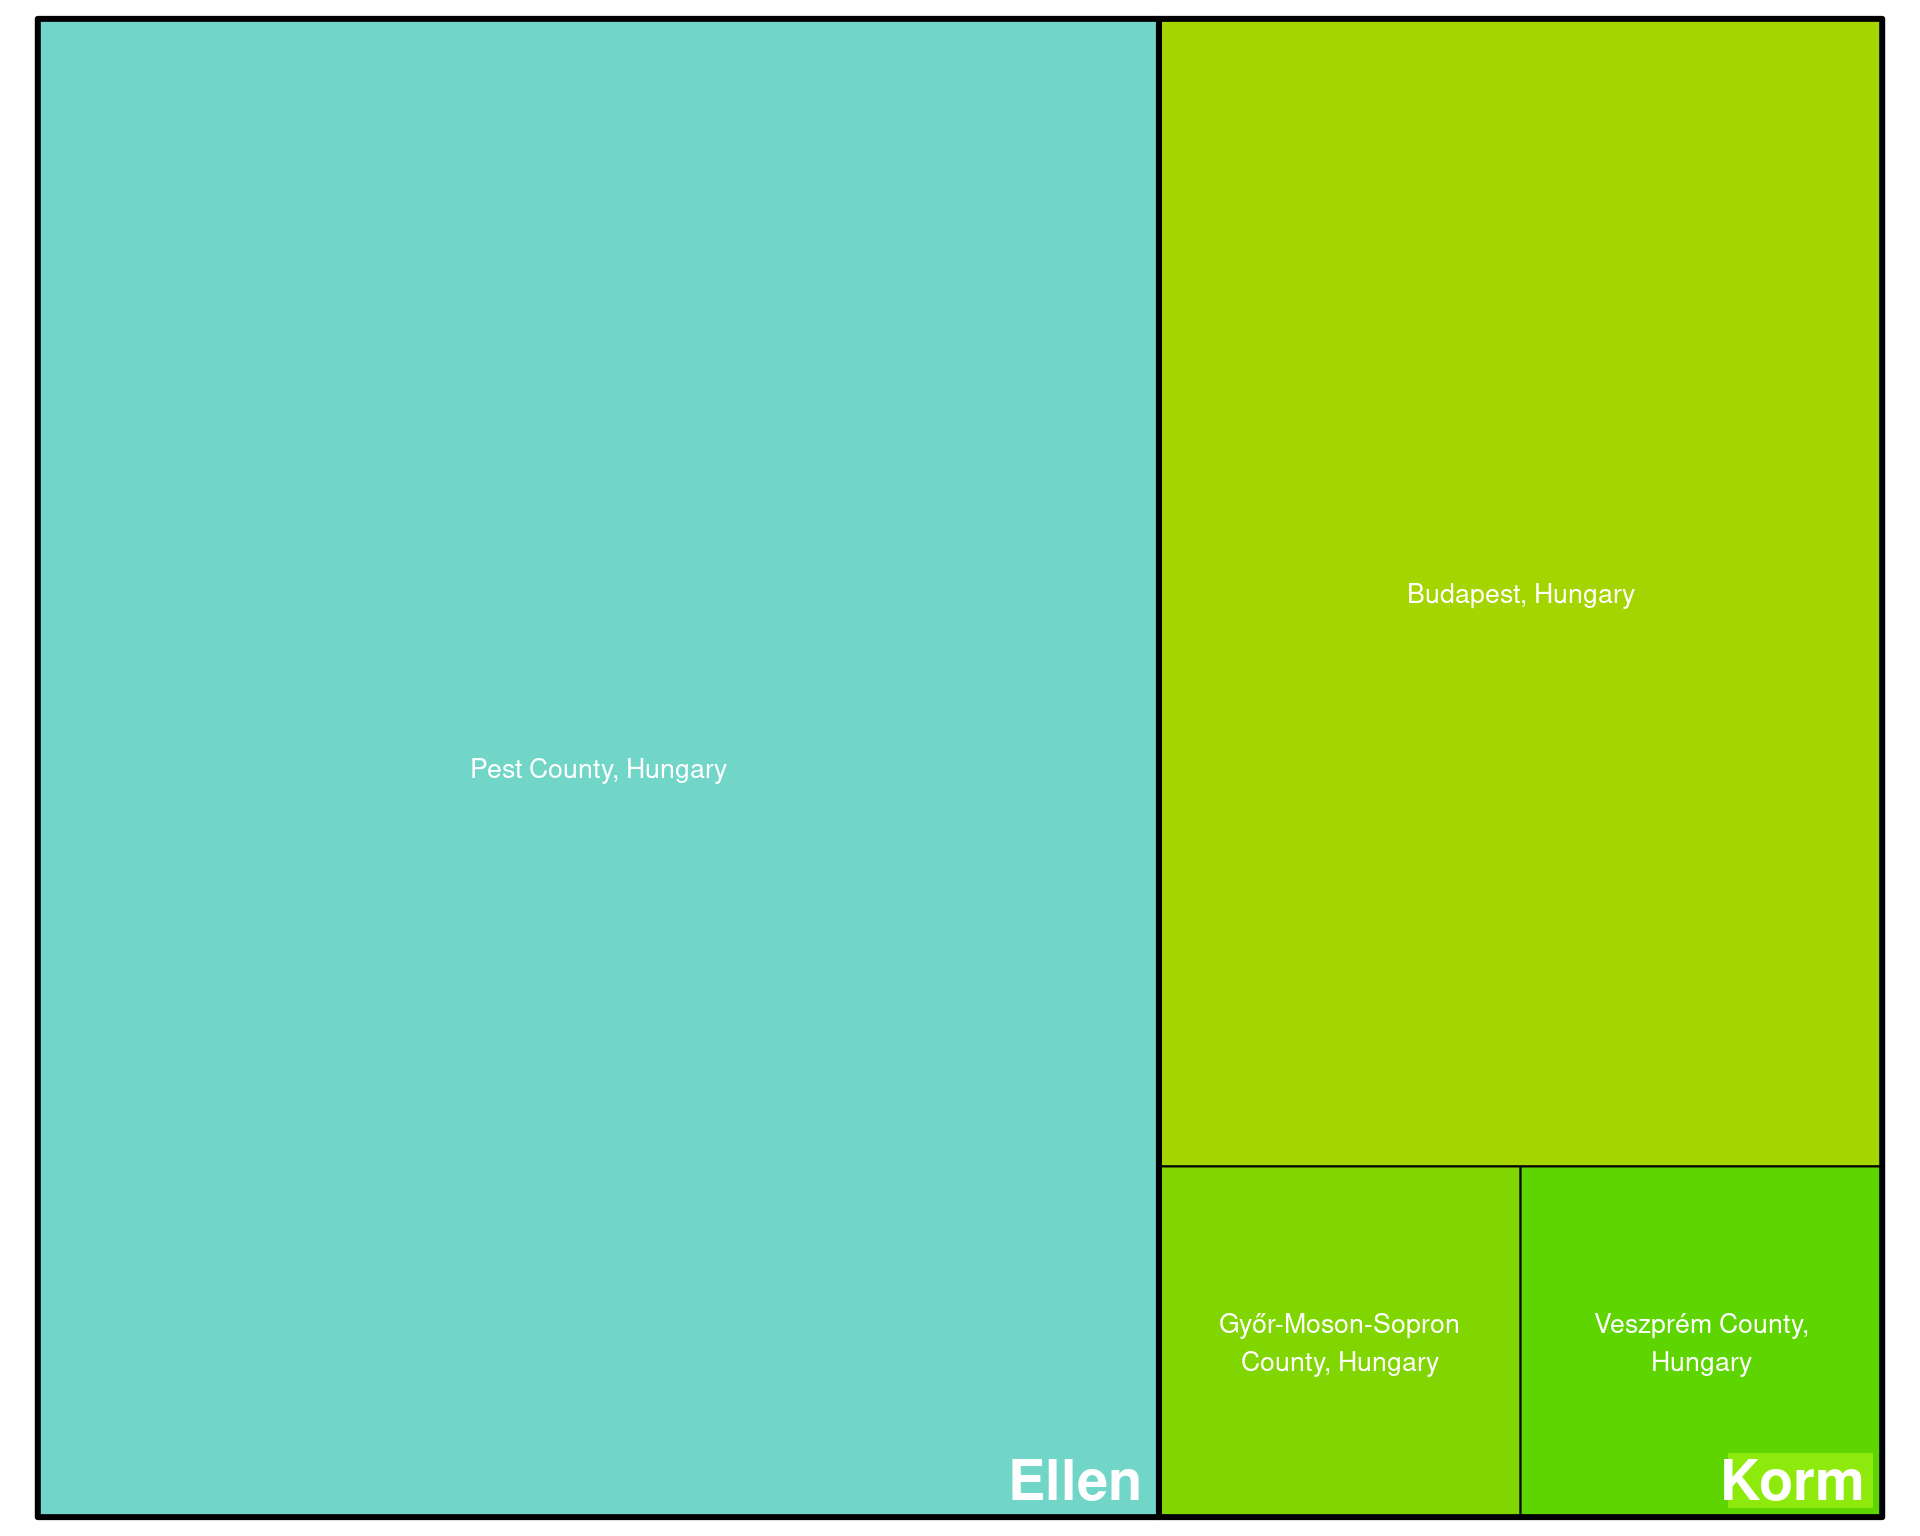 Pest County, Hungary
Ellen
Budapest, Hungary
Győr-Moson-Sopron
County, Hungary
Veszprém County,
Hungary
Korm